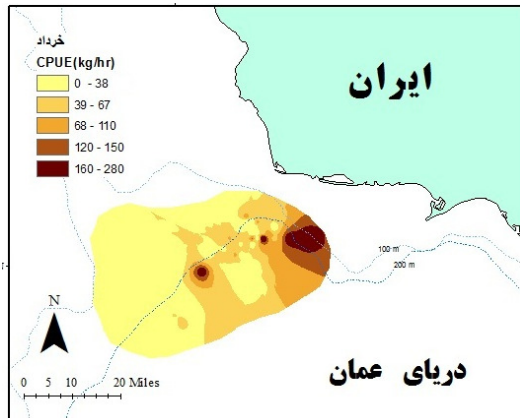 خرداد
CPUE(kg/hr)
0 - 38
39 - 67
68 - 110
120 - 150
160 - 280
ایران
100 m
200 m
N
0 5 10 20 Miles
دریای عمان